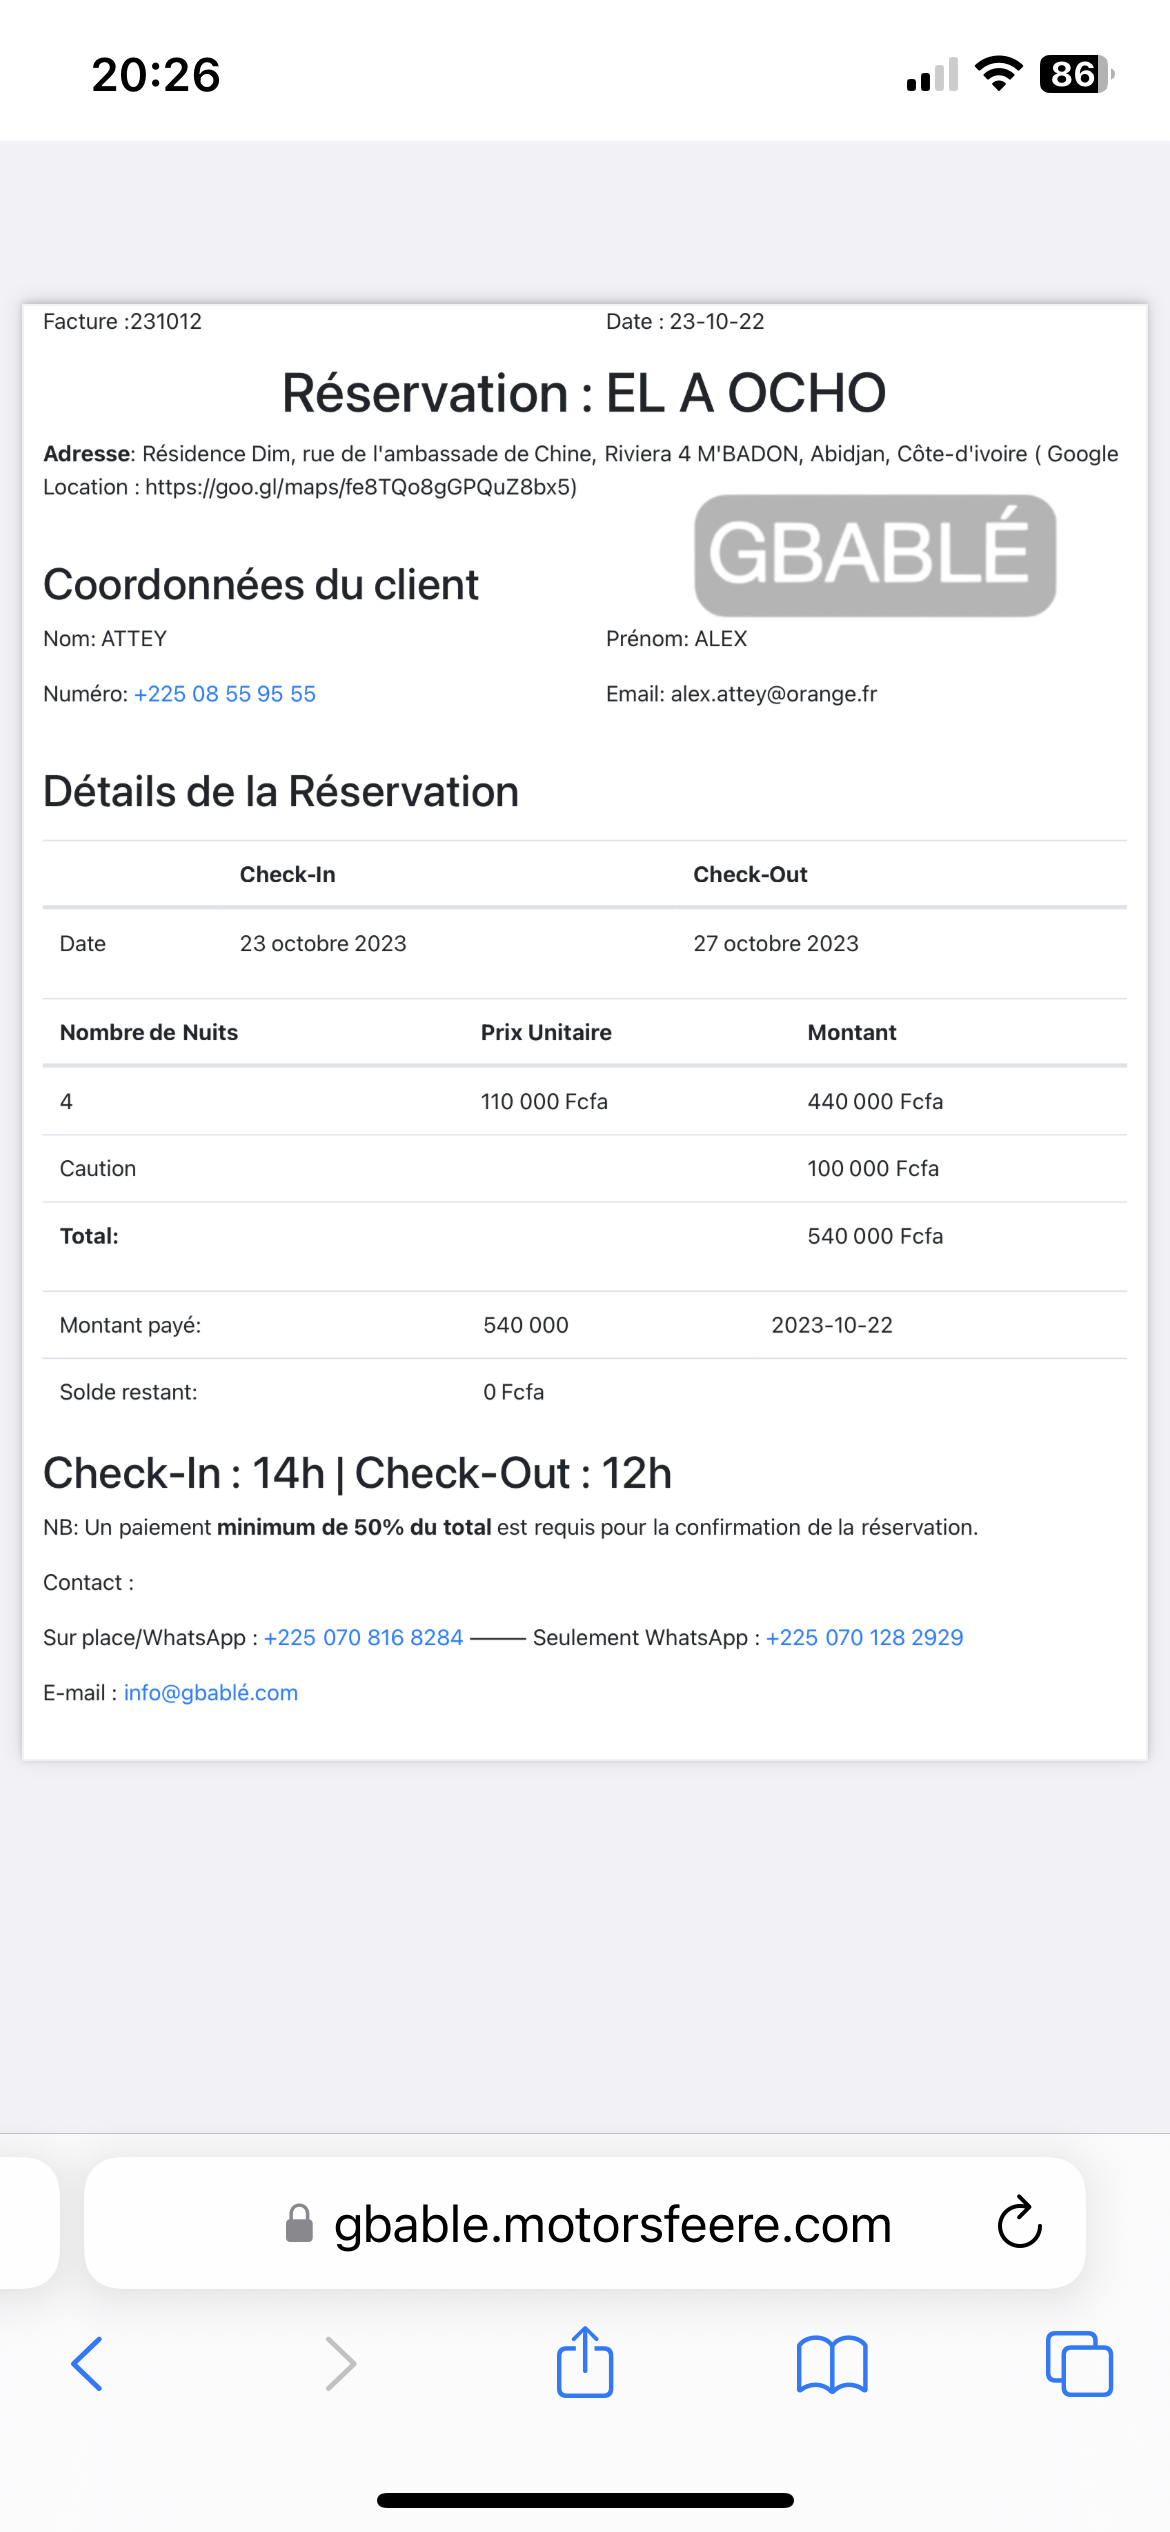 20:26
86
Facture :231012 Date : 23-10-22
Réservation : EL A OCHO
Adresse: Résidence Dim, rue de l'ambassade de Chine, Riviera 4 M'BADON, Abidjan, Côte-d'ivoire ( Google
Location : https://goo.gl/maps/fe8TQo8gGPQuZ8bx5)
GBABLÉ
Coordonnées du client
Nom: ATTEY Prénom: ALEX
Numéro: +225 08 55 95 55 Email: alex.attey@orange.fr
Détails de la Réservation
Check-In Check-Out
Date 23 octobre 2023 27 octobre 2023
Nombre de Nuits Prix Unitaire Montant
4 110 000 Fcfa 440 000 Fcfa
Caution 100 000 Fcfa
Total: 540 000 Fcfa
Montant payé: 540 000 2023-10-22
Solde restant: 0 Fcfa
Check-In : 14h | Check-Out : 12h
NB: Un paiement minimum de 50% du total est requis pour la confirmation de la réservation.
Contact :
Sur place/WhatsApp : +225 070 816 8284 ——— Seulement WhatsApp : +225 070 128 2929
E-mail : info@gbablé.com
gbable.motorsfeere.com